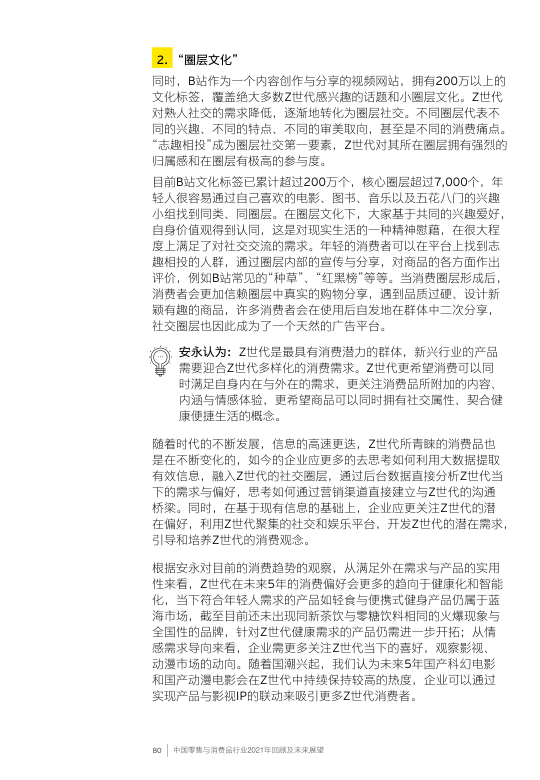 2. “圈层文化”
同时，B站作为一个内容创作与分享的视频网站，拥有200万以上的
文化标签，覆盖绝大多数Z世代感兴趣的话题和小圈层文化。Z世代
对熟人社交的需求降低，逐渐地转化为圈层社交。不同圈层代表不
同的兴趣、不同的特点、不同的审美取向，甚至是不同的消费痛点。
“志趣相投”成为圈层社交第一要素，Z世代对其所在圈层拥有强烈的
归属感和在圈层有极高的参与度。
目前B站文化标签已累计超过200万个，核心圈层超过7,000个，年
轻人很容易通过自己喜欢的电影、图书、音乐以及五花八门的兴趣
小组找到同类、同圈层。在圈层文化下，大家基于共同的兴趣爱好，
自身价值观得到认同，这是对现实生活的一种精神慰藉，在很大程
度上满足了对社交交流的需求。年轻的消费者可以在平台上找到志
趣相投的人群，通过圈层内部的宣传与分享，对商品的各方面作出
评价，例如B站常见的“种草”、“红黑榜”等等。当消费圈层形成后，
消费者会更加信赖圈层中真实的购物分享，遇到品质过硬、设计新
颖有趣的商品，许多消费者会在使用后自发地在群体中二次分享，
社交圈层也因此成为了一个天然的广告平台。
安永认为：Z世代是最具有消费潜力的群体，新兴行业的产品
需要迎合Z世代多样化的消费需求。Z世代更希望消费可以同
时满足自身内在与外在的需求，更关注消费品所附加的内容、
内涵与情感体验，更希望商品可以同时拥有社交属性、契合健
康便捷生活的概念。
随着时代的不断发展，信息的高速更迭，Z世代所青睐的消费品也
是在不断变化的，如今的企业应更多的去思考如何利用大数据提取
有效信息，融入Z世代的社交圈层，通过后台数据直接分析Z世代当
下的需求与偏好，思考如何通过营销渠道直接建立与Z世代的沟通
桥梁。同时，在基于现有信息的基础上，企业应更关注Z世代的潜
在偏好，利用Z世代聚集的社交和娱乐平台，开发Z世代的潜在需求，
引导和培养Z世代的消费观念。
根据安永对目前的消费趋势的观察，从满足外在需求与产品的实用
性来看，Z世代在未来5年的消费偏好会更多的趋向于健康化和智能
化，当下符合年轻人需求的产品如轻食与便携式健身产品仍属于蓝
海市场，截至目前还未出现同新茶饮与零糖饮料相同的火爆现象与
全国性的品牌，针对Z世代健康需求的产品仍需进一步开拓；从情
感需求导向来看，企业需更多关注Z世代当下的喜好，观察影视、
动漫市场的动向。随着国潮兴起，我们认为未来5年国产科幻电影
和国产动漫电影会在Z世代中持续保持较高的热度，企业可以通过
实现产品与影视IP的联动来吸引更多Z世代消费者。
80 中国零售与消费品行业2021年回顾及未来展望